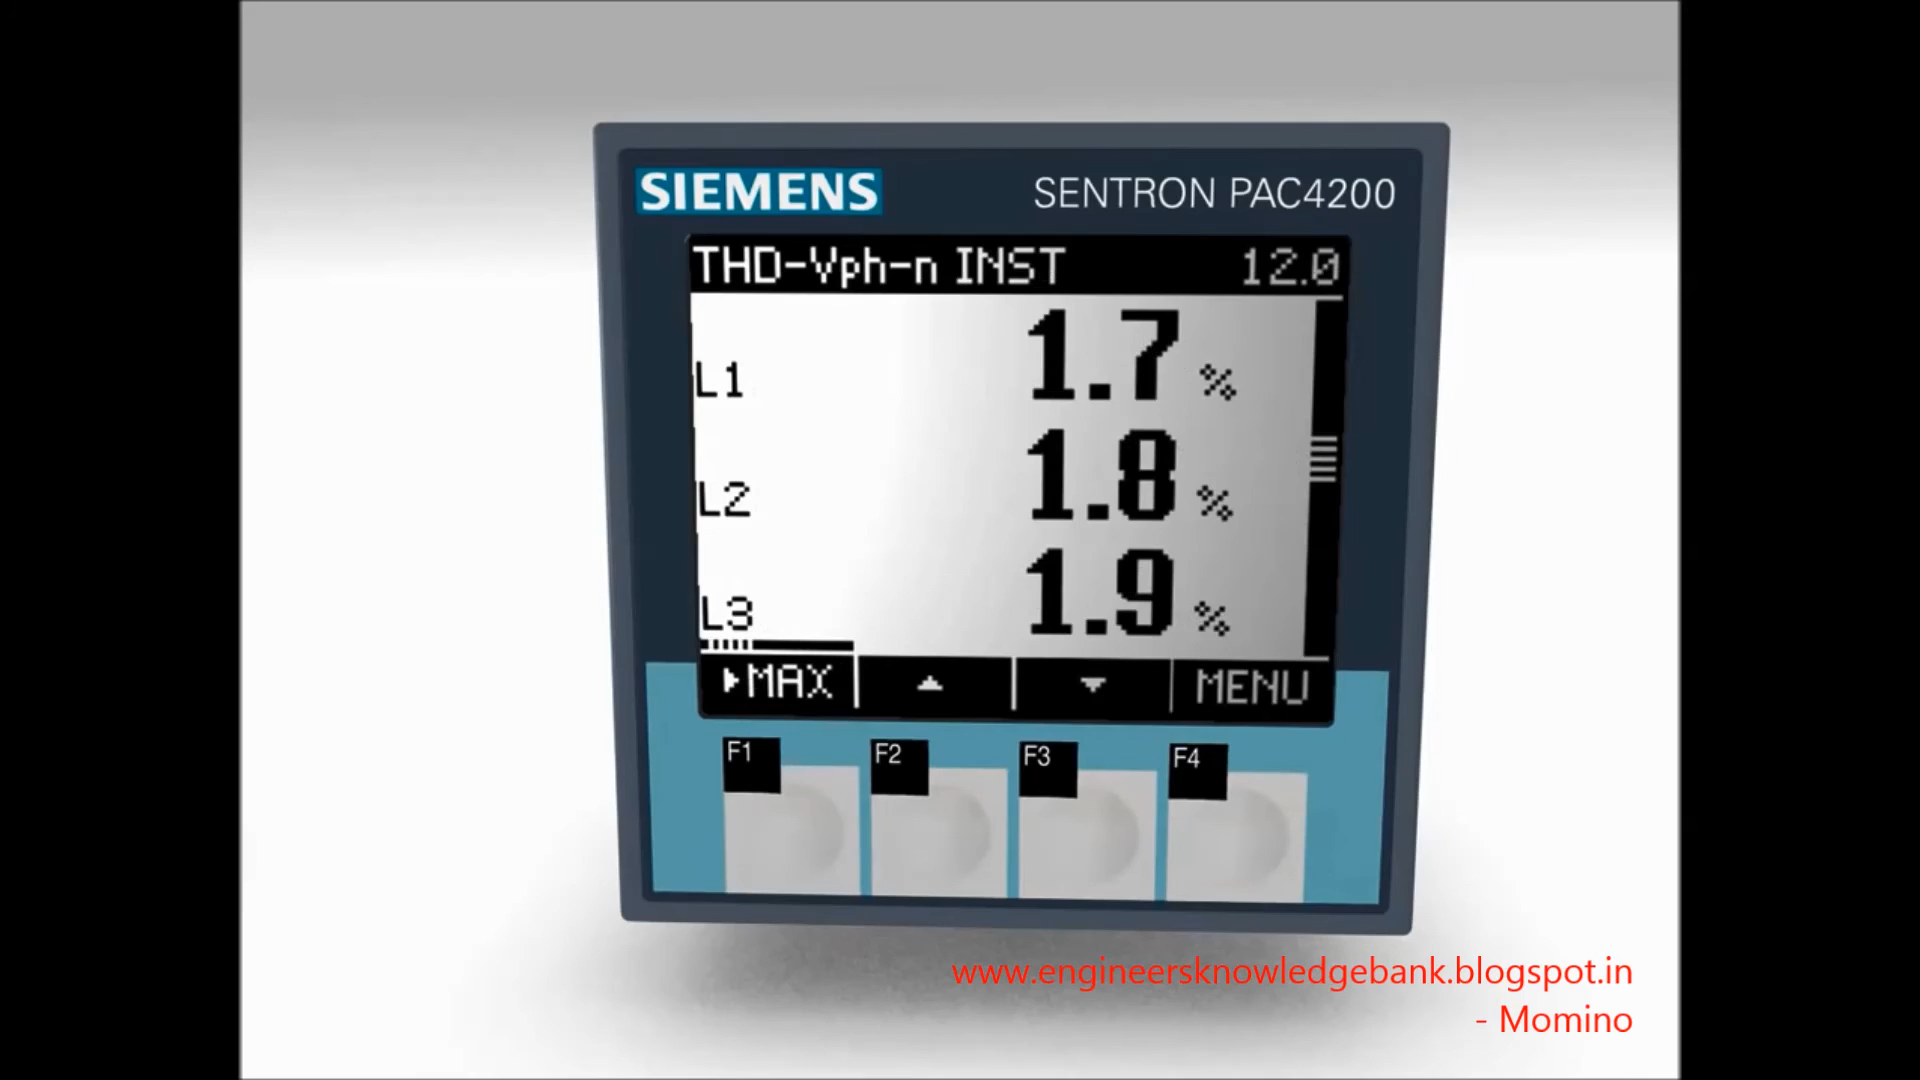 SIEMENS
SENTRON PAC4200
THD-Vph-n INST 12.0
L1 1.7 %
L2 1.8 %
L3 1.9 %
▸MAX ▲ ▼ MENU
F1 F2 F3 F4
www.engineersknowledgebank.blogspot.in
- Momino